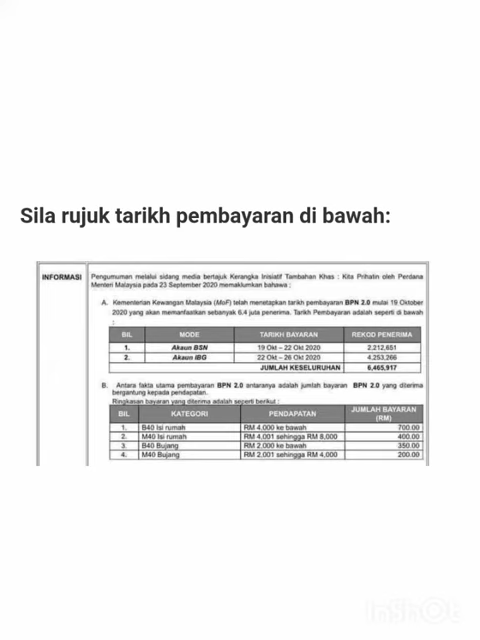 Sila rujuk tarikh pembayaran di bawah:
INFORMASI
Pengumuman melalui sidang media bertajuk Kerangka Inisiatif Tambahan Khas : Kita Prihatin oleh Perdana
Menteri Malaysia pada 23 September 2020 memaklumkan bahawa ;
A. Kementerian Kewangan Malaysia (MoF) telah menetapkan tarikh pembayaran BPN 2.0 mulai 19 Oktober
2020 yang akan memanfaatkan sebanyak 6.4 juta penerima. Tarikh Pembayaran adalah seperti di bawah
:
BIL MODE TARIKH BAYARAN REKOD PENERIMA
1. Akaun BSN 19 Okt – 22 Okt 2020 2,212,651
2. Akaun IBG 22 Okt – 26 Okt 2020 4,253,266
JUMLAH KESELURUHAN 6,465,917
B. Antara fakta utama pembayaran BPN 2.0 antaranya adalah jumlah bayaran BPN 2.0 yang diterima
bergantung kepada pendapatan.
Ringkasan bayaran yang diterima adalah seperti berikut :
BIL KATEGORI PENDAPATAN JUMLAH BAYARAN
(RM)
1. B40 Isi rumah RM 4,000 ke bawah 700.00
2. M40 Isi rumah RM 4,001 sehingga RM 8,000 400.00
3. B40 Bujang RM 2,000 ke bawah 350.00
4. M40 Bujang RM 2,001 sehingga RM 4,000 200.00
InShOt